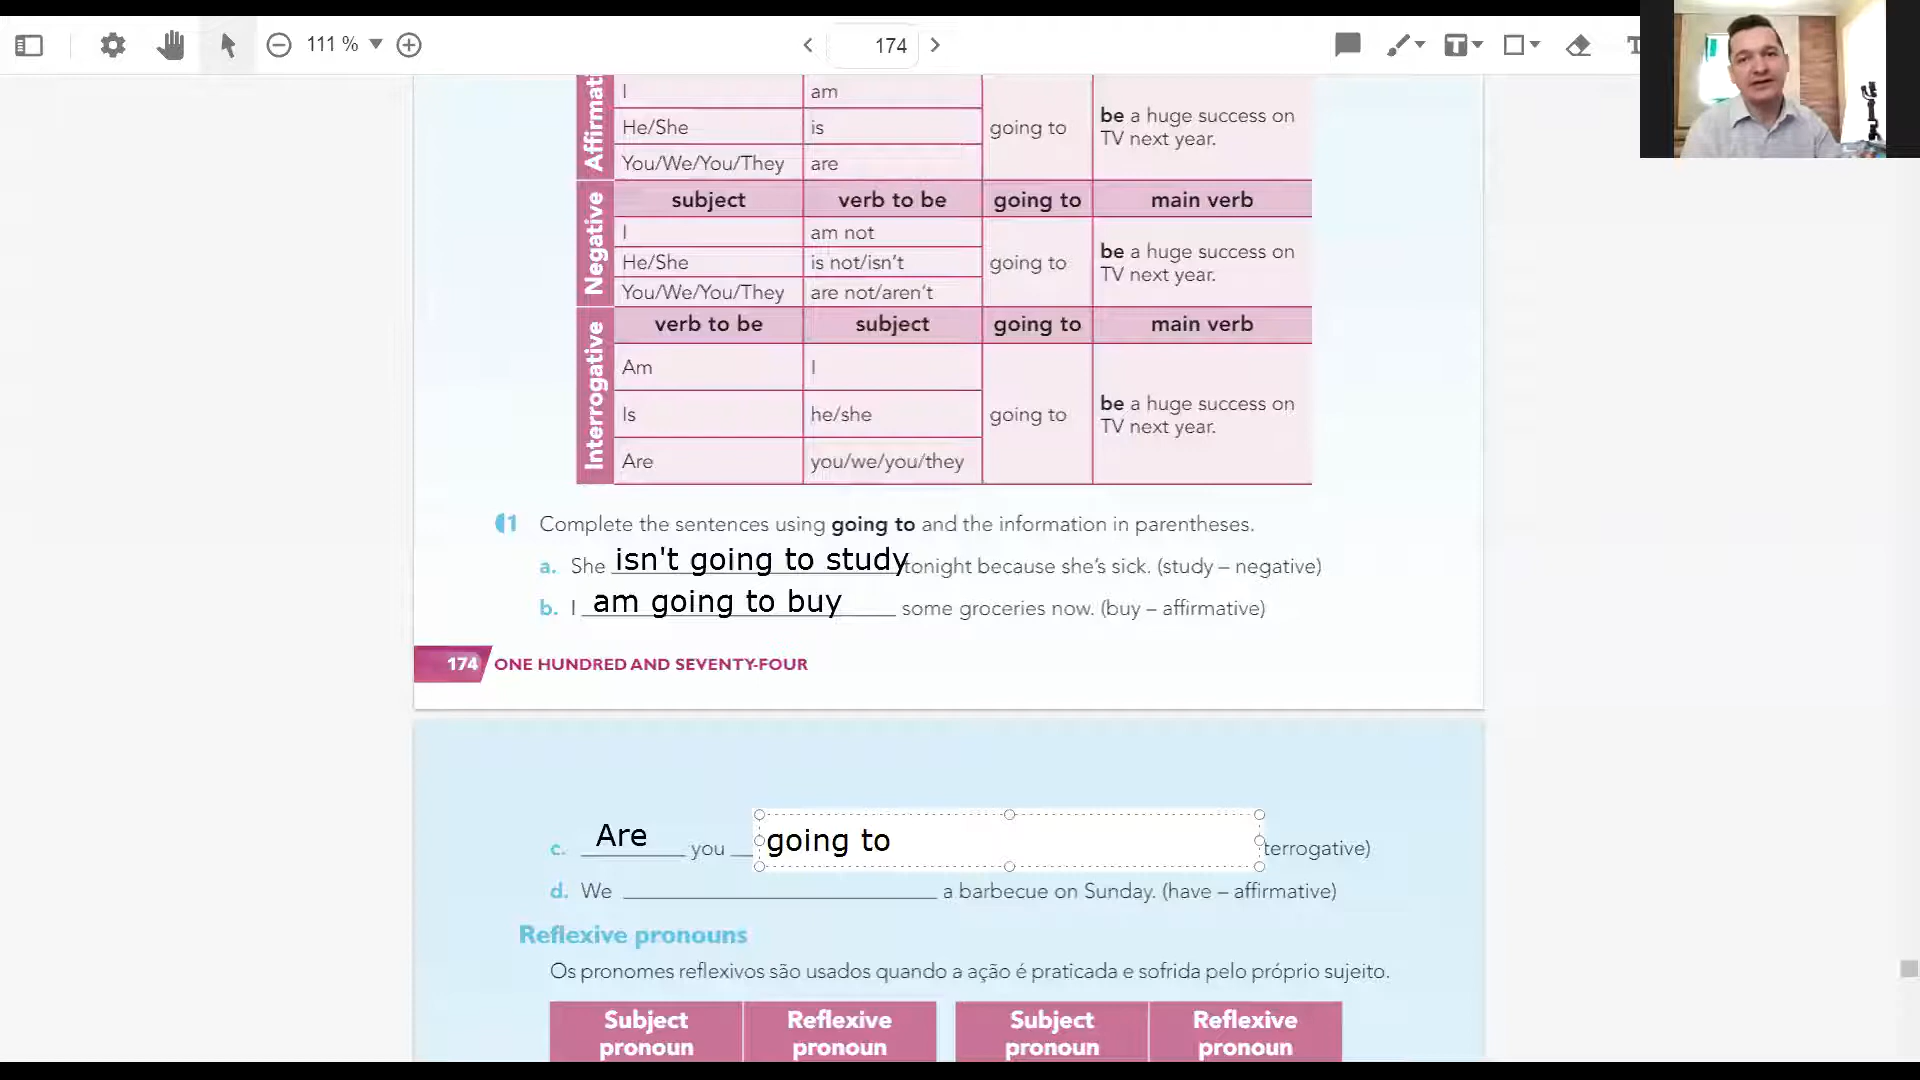 111 %
174
Affirmat
I am
He/She is going to be a huge success on TV next year.
You/We/You/They are
Negative
subject verb to be going to main verb
I am not
He/She is not/isn't going to be a huge success on TV next year.
You/We/You/They are not/aren't
Interrogative
verb to be subject going to main verb
Am I
Is he/she going to be a huge success on TV next year.
Are you/we/you/they
1 Complete the sentences using going to and the information in parentheses.
a. She isn't going to study tonight because she's sick. (study – negative)
b. I am going to buy some groceries now. (buy – affirmative)
174 ONE HUNDRED AND SEVENTY-FOUR
c. Are you going to terrogative)
d. We ____ a barbecue on Sunday. (have – affirmative)
Reflexive pronouns
Os pronomes reflexivos são usados quando a ação é praticada e sofrida pelo próprio sujeito.
Subject pronoun Reflexive pronoun Subject pronoun Reflexive pronoun